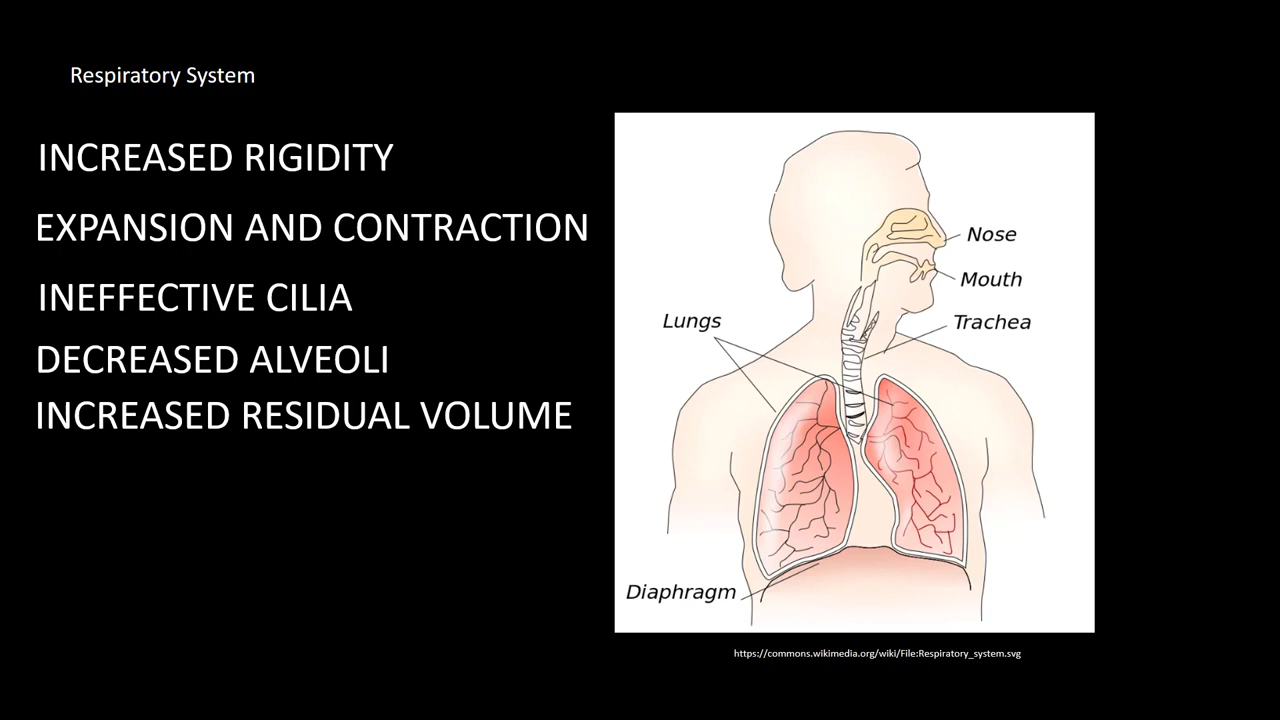 Respiratory System
INCREASED RIGIDITY
EXPANSION AND CONTRACTION
INEFFECTIVE CILIA
DECREASED ALVEOLI
INCREASED RESIDUAL VOLUME
Nose
Mouth
Trachea
Lungs
Diaphragm
https://commons.wikimedia.org/wiki/File:Respiratory_system.svg